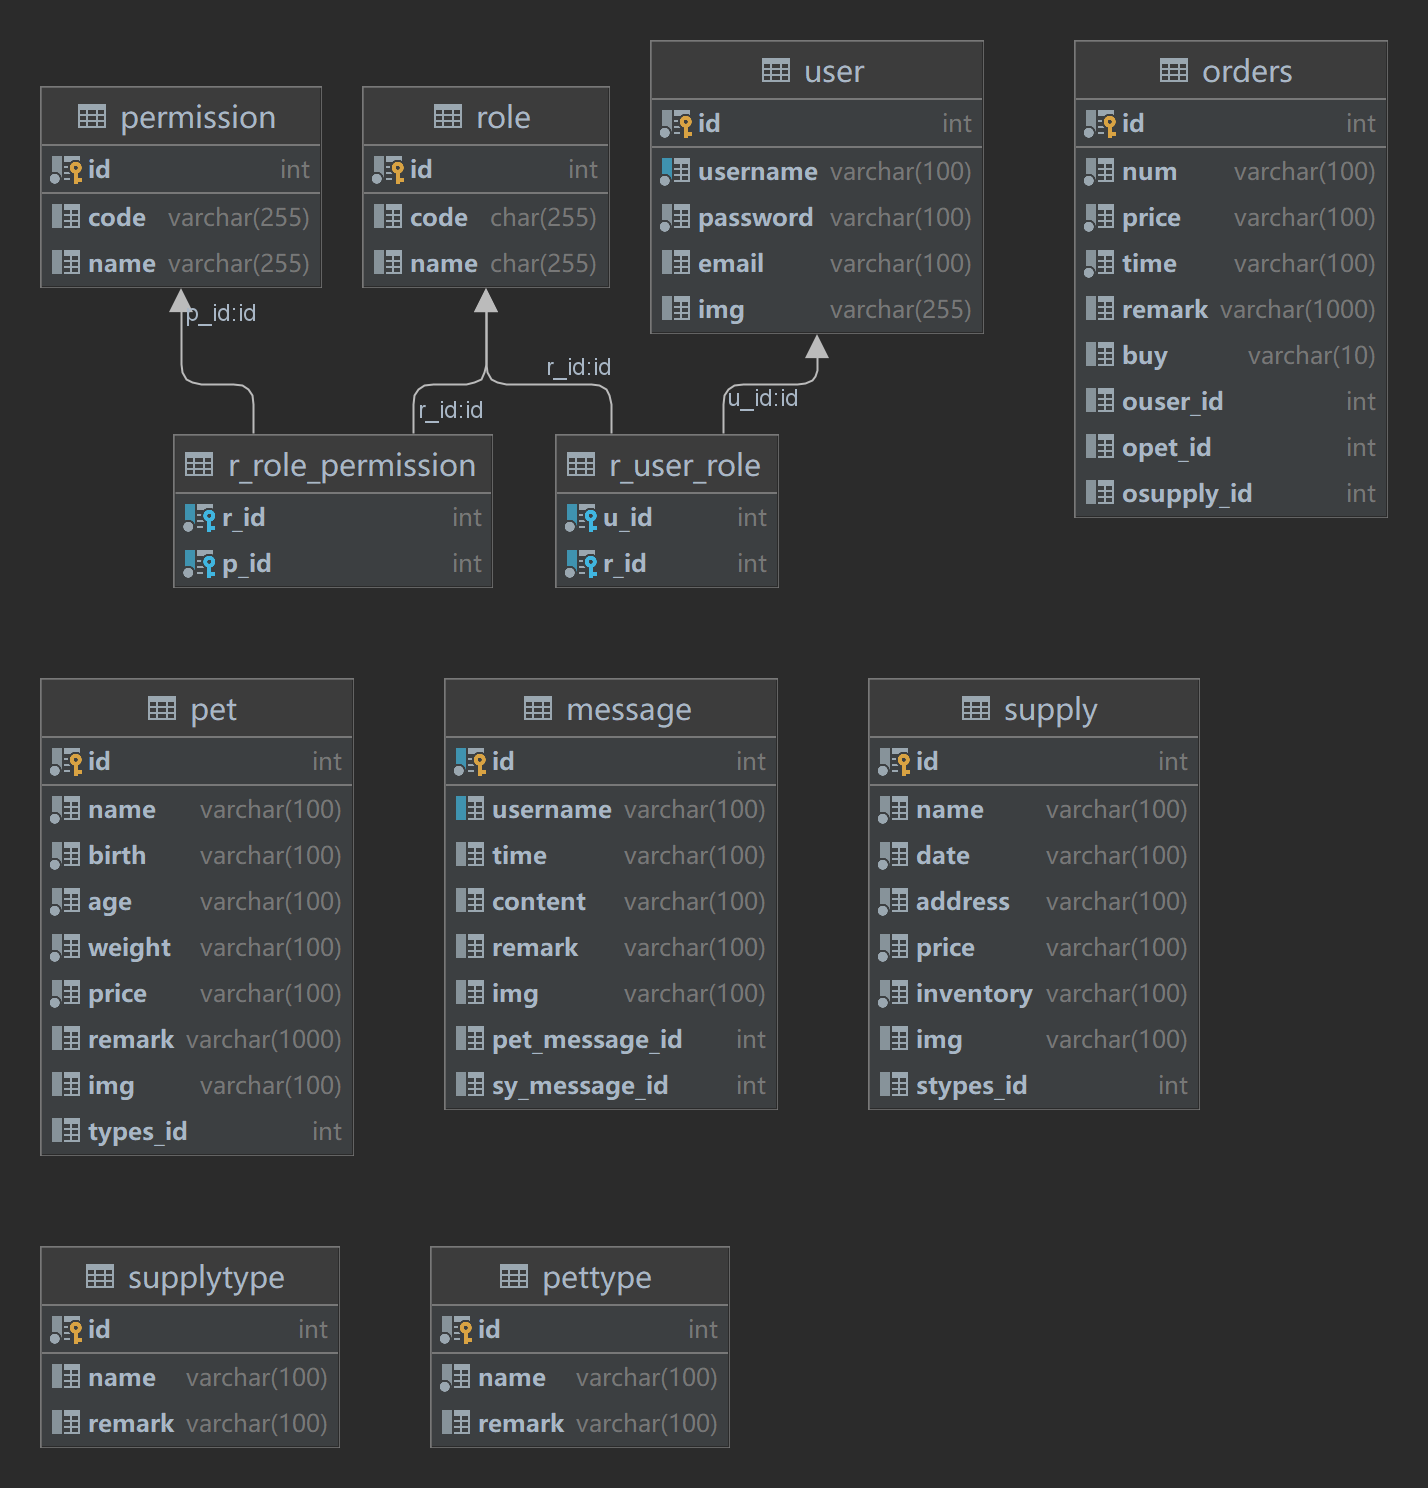 permission
id int
code varchar(255)
name varchar(255)
role
id int
code char(255)
name char(255)
user
id int
username varchar(100)
password varchar(100)
email varchar(100)
img varchar(255)
orders
id int
num varchar(100)
price varchar(100)
time varchar(100)
remark varchar(1000)
buy varchar(10)
ouser_id int
opet_id int
osupply_id int
p_id:id
r_id:id
r_id:id
u_id:id
r_role_permission
r_id int
p_id int
r_user_role
u_id int
r_id int
pet
id int
name varchar(100)
birth varchar(100)
age varchar(100)
weight varchar(100)
price varchar(100)
remark varchar(1000)
img varchar(100)
types_id int
message
id int
username varchar(100)
time varchar(100)
content varchar(100)
remark varchar(100)
img varchar(100)
pet_message_id int
sy_message_id int
supply
id int
name varchar(100)
date varchar(100)
address varchar(100)
price varchar(100)
inventory varchar(100)
img varchar(100)
stypes_id int
supplytype
id int
name varchar(100)
remark varchar(100)
pettype
id int
name varchar(100)
remark varchar(100)